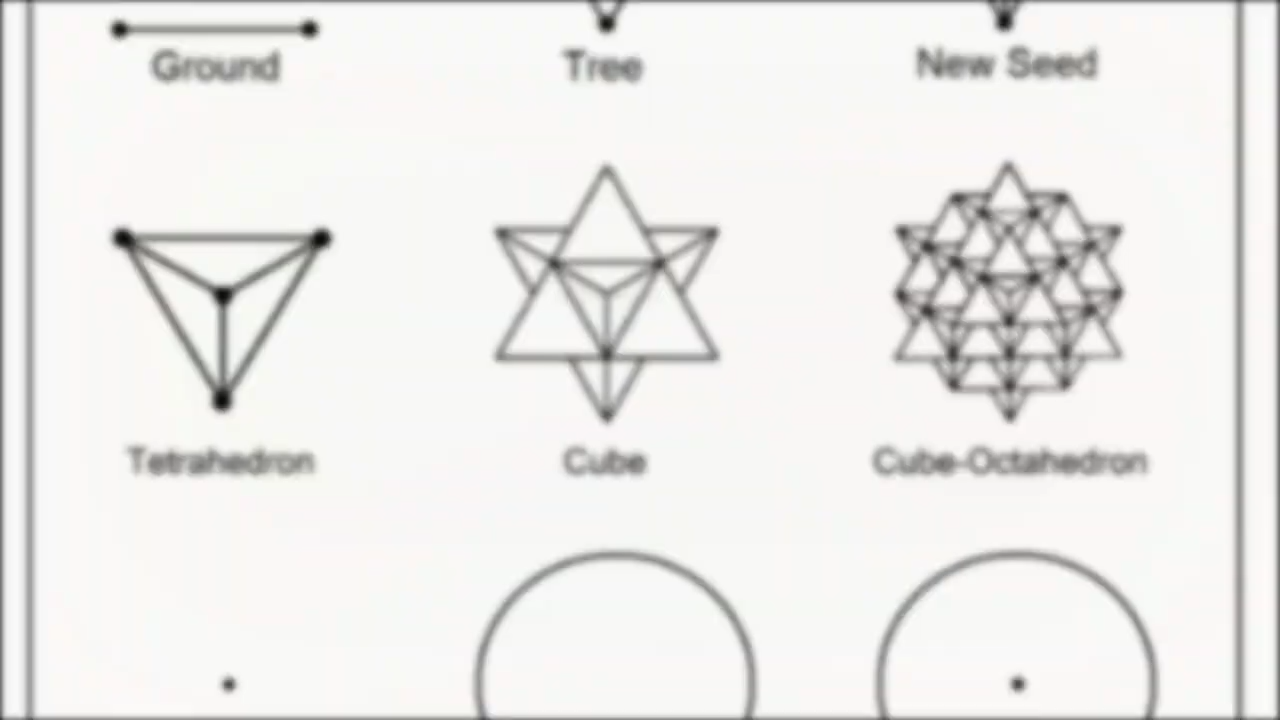 Ground
Tree
New Seed
Tetrahedron
Cube
Cube-Octahedron